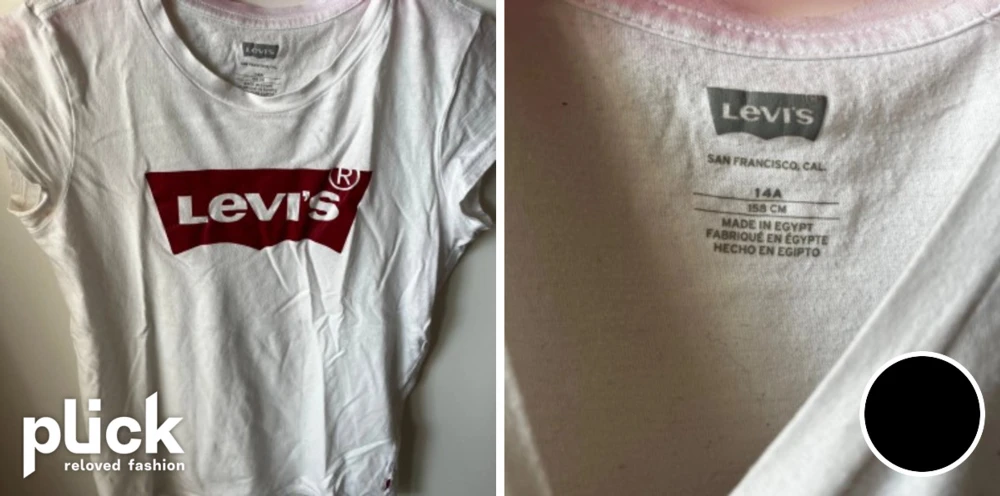 Levi's
Levi's®
plick
reloved fashion
Levi's
SAN FRANCISCO, CAL.
14A
158 CM
MADE IN EGYPT
FABRIQUÉ EN ÉGYPTE
HECHO EN EGIPTO